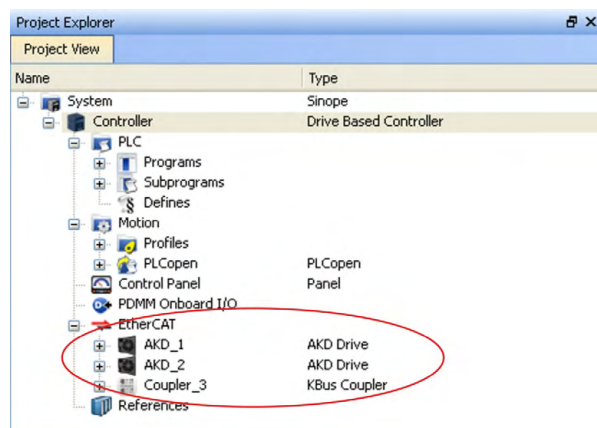 Project Explorer
Project View
Name Type
System Sinope
Controller Drive Based Controller
PLC
Programs
Subprograms
Defines
Motion
Profiles
PLCopen PLCopen
Control Panel Panel
PDMM Onboard I/O
EtherCAT
AKD_1 AKD Drive
AKD_2 AKD Drive
Coupler_3 KBus Coupler
References